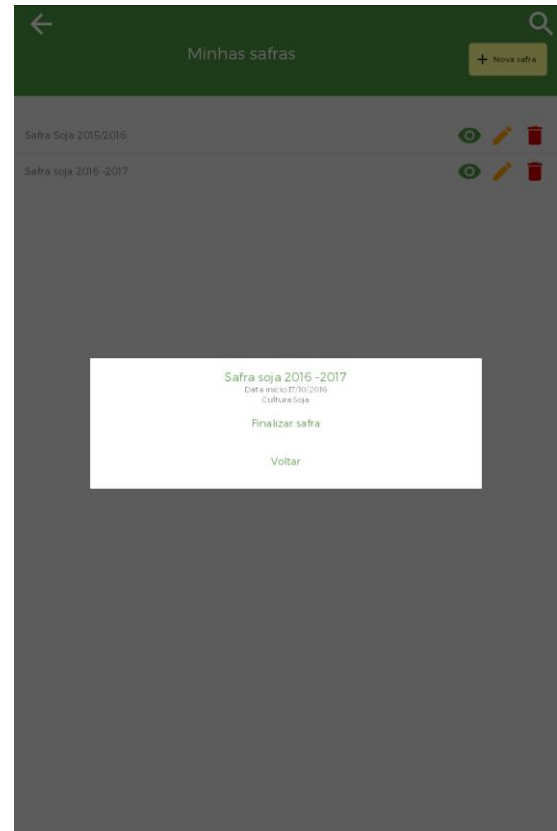 Minhas safras
+ Nova safra
Safra Soja 2015/2016
Safra soja 2016 -2017
Safra soja 2016 -2017
Data inicio:17/10/2016
Cultura:Soja
Finalizar safra
Voltar